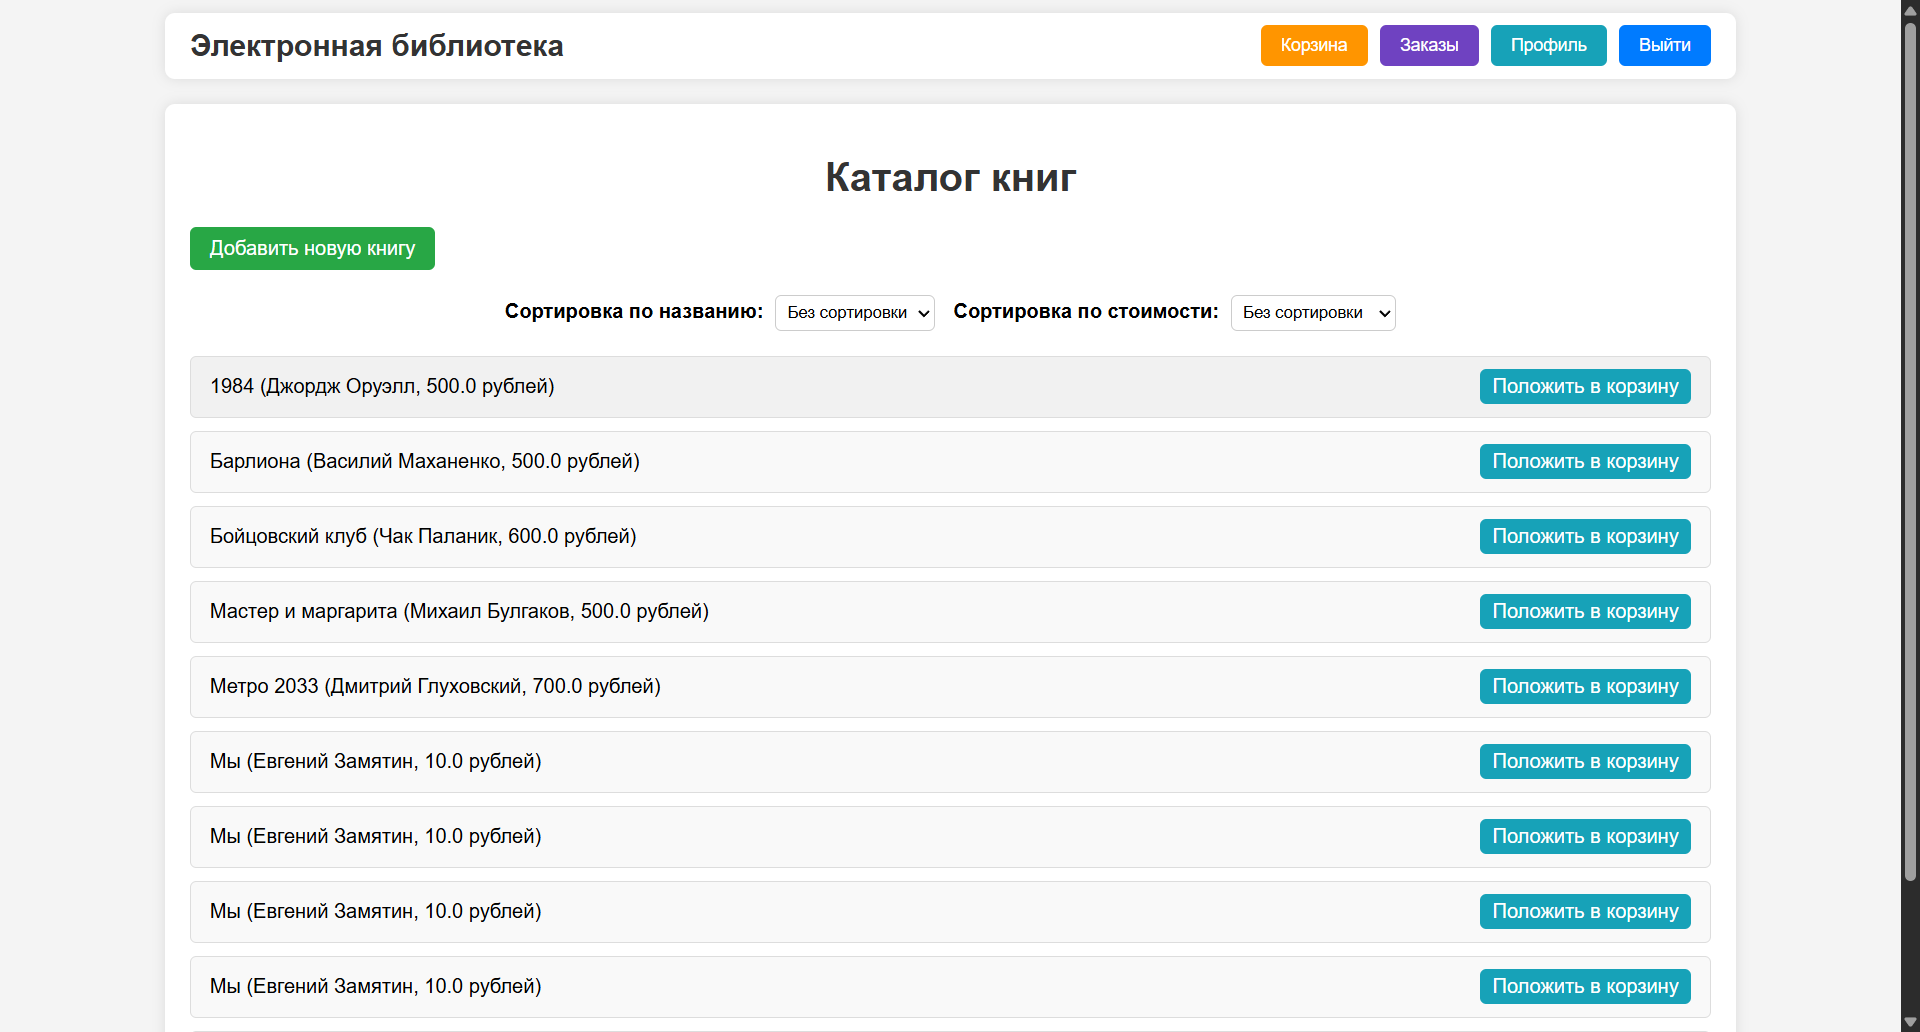 Электронная библиотека
Корзина Заказы Профиль Выйти
Каталог книг
Добавить новую книгу
Сортировка по названию: Без сортировки Сортировка по стоимости: Без сортировки
1984 (Джордж Оруэлл, 500.0 рублей) Положить в корзину
Барлиона (Василий Маханенко, 500.0 рублей) Положить в корзину
Бойцовский клуб (Чак Паланик, 600.0 рублей) Положить в корзину
Мастер и маргарита (Михаил Булгаков, 500.0 рублей) Положить в корзину
Метро 2033 (Дмитрий Глуховский, 700.0 рублей) Положить в корзину
Мы (Евгений Замятин, 10.0 рублей) Положить в корзину
Мы (Евгений Замятин, 10.0 рублей) Положить в корзину
Мы (Евгений Замятин, 10.0 рублей) Положить в корзину
Мы (Евгений Замятин, 10.0 рублей) Положить в корзину